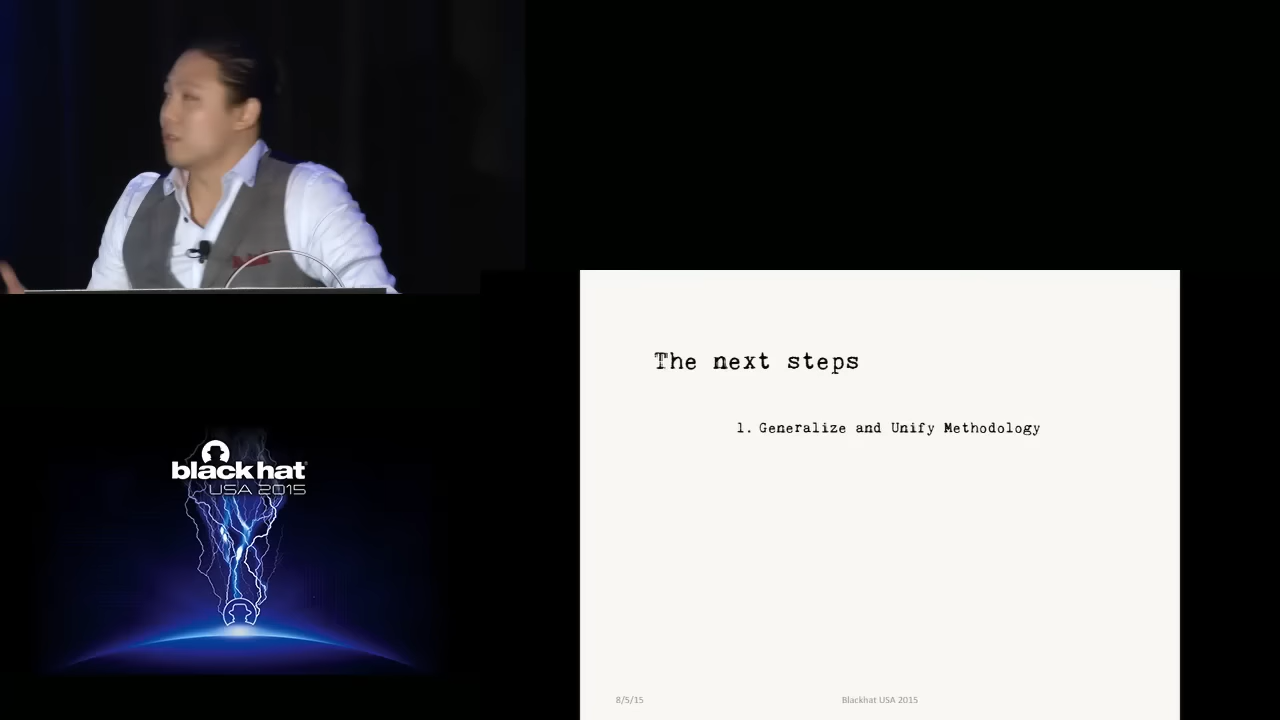 black hat
USA 2015
The next steps
1. Generalize and Unify Methodology
8/5/15
Blackhat USA 2015